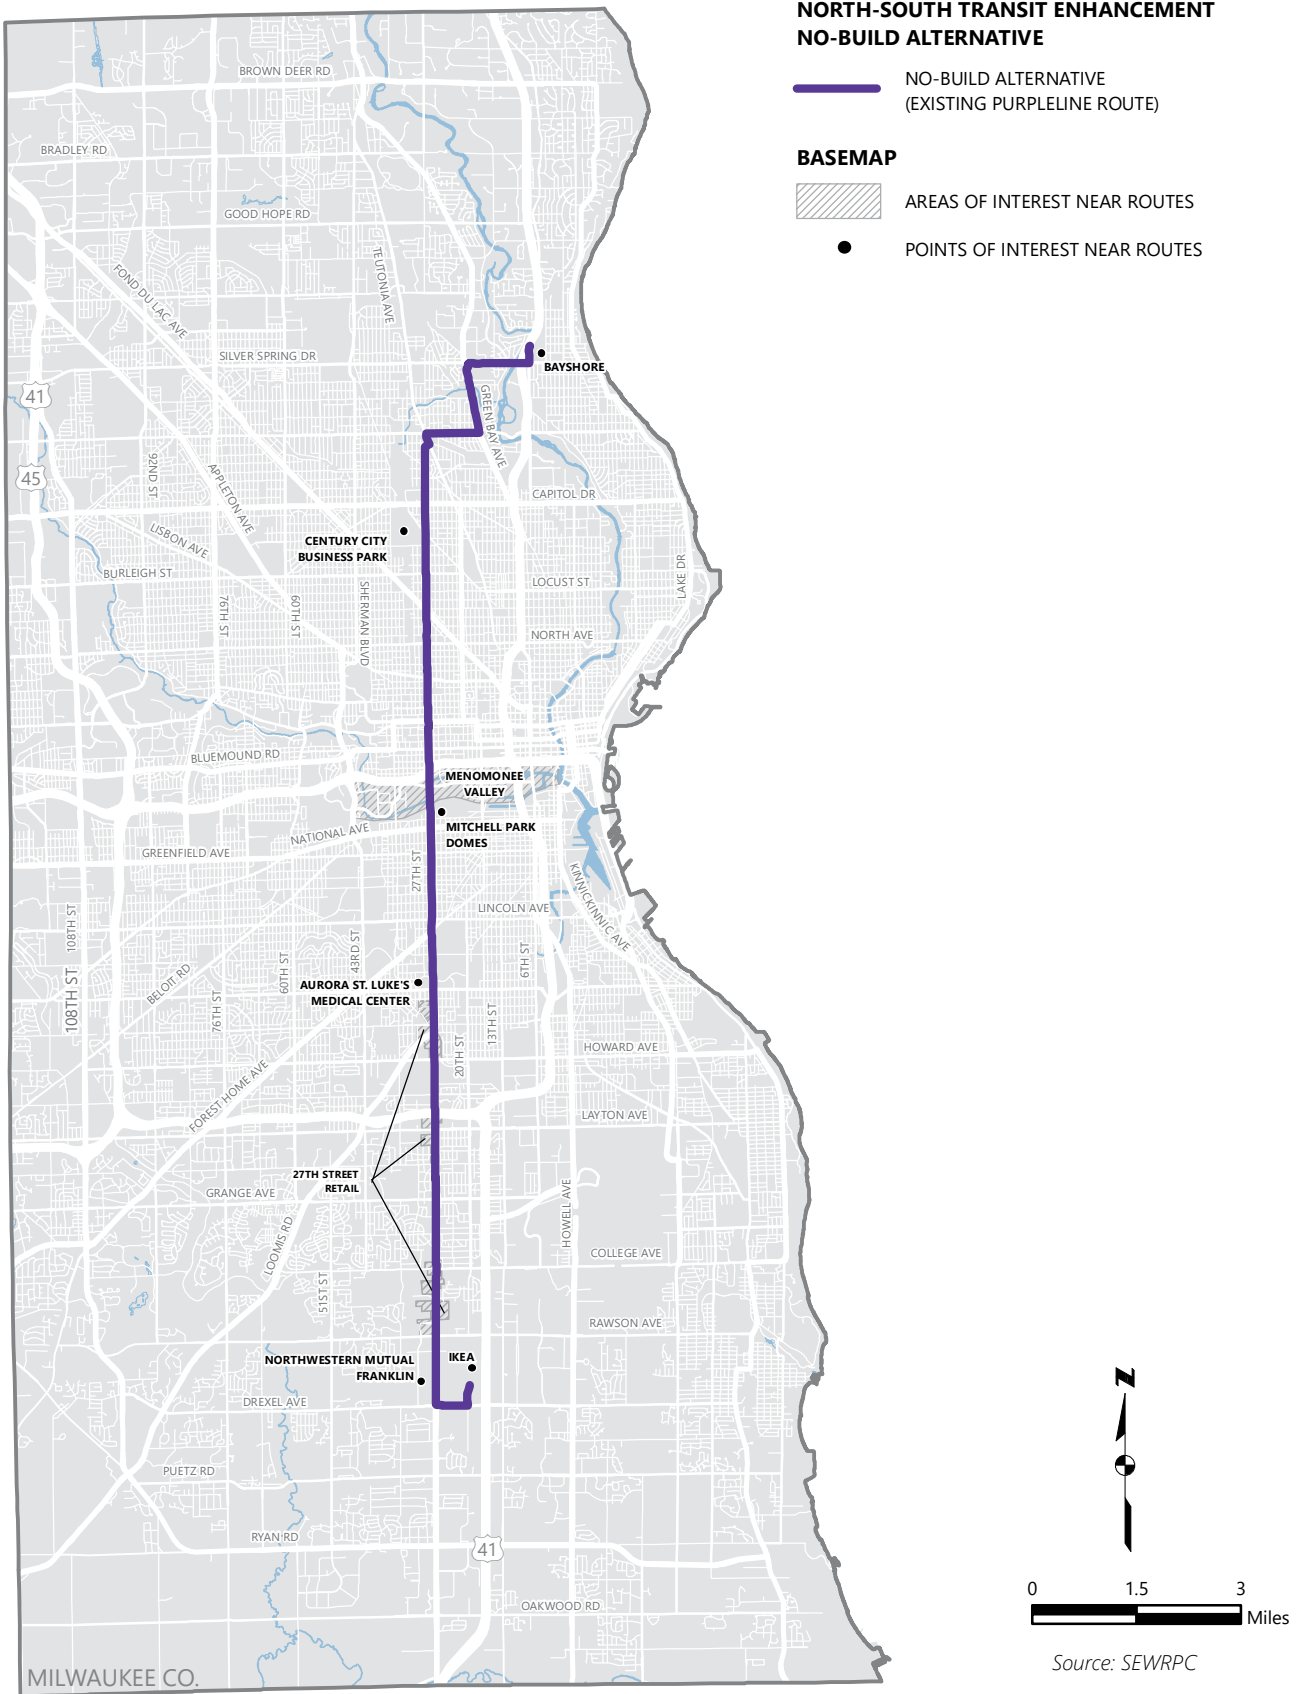 NORTH-SOUTH TRANSIT ENHANCEMENT
NO-BUILD ALTERNATIVE
NO-BUILD ALTERNATIVE
(EXISTING PURPLELINE ROUTE)
BASEMAP
AREAS OF INTEREST NEAR ROUTES
POINTS OF INTEREST NEAR ROUTES
BROWN DEER RD
BRADLEY RD
GOOD HOPE RD
TEUTONIA AVE
FOND DU LAC AVE
SILVER SPRING DR
BAYSHORE
41
GREEN BAY AVE
45
92ND ST
APPLETON AVE
CAPITOL DR
LISBON AVE
CENTURY CITY
BUSINESS PARK
BURLEIGH ST
LOCUST ST
LAKE DR
76TH ST
60TH ST
SHERMAN BLVD
NORTH AVE
BLUEMOUND RD
MENOMONEE
VALLEY
MITCHELL PARK
DOMES
NATIONAL AVE
GREENFIELD AVE
27TH ST
KINNICKINNIC AVE
LINCOLN AVE
108TH ST
43RD ST
6TH ST
60TH ST
BELOIT RD
AURORA ST. LUKE'S
MEDICAL CENTER
108TH ST
76TH ST
13TH ST
20TH ST
HOWARD AVE
FOREST HOME AVE
LAYTON AVE
27TH STREET
RETAIL
GRANGE AVE
HOWELL AVE
LOOMIS RD
COLLEGE AVE
51ST ST
RAWSON AVE
NORTHWESTERN MUTUAL
FRANKLIN
IKEA
DREXEL AVE
PUETZ RD
RYAN RD
41
OAKWOOD RD
MILWAUKEE CO.
N
0 1.5 3
Miles
Source: SEWRPC